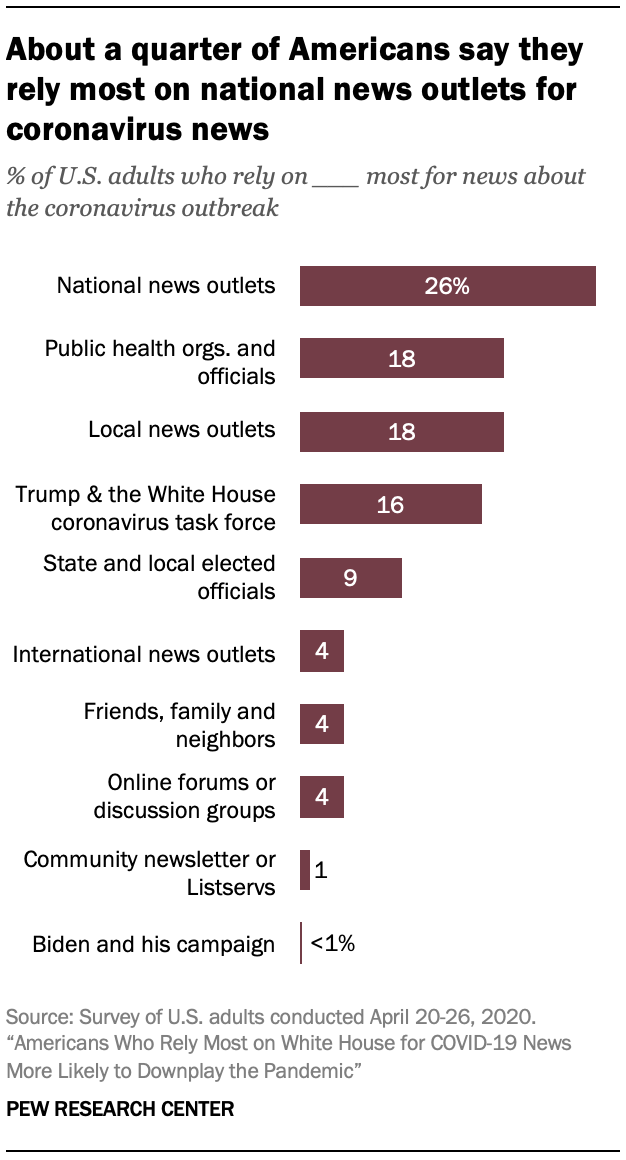 About a quarter of Americans say they
rely most on national news outlets for
coronavirus news
% of U.S. adults who rely on ___ most for news about
the coronavirus outbreak
National news outlets 26%
Public health orgs. and
officials 18
Local news outlets 18
Trump & the White House
coronavirus task force 16
State and local elected
officials 9
International news outlets 4
Friends, family and
neighbors 4
Online forums or
discussion groups 4
Community newsletter or
Listservs 1
Biden and his campaign <1%
Source: Survey of U.S. adults conducted April 20-26, 2020.
“Americans Who Rely Most on White House for COVID-19 News
More Likely to Downplay the Pandemic”
PEW RESEARCH CENTER